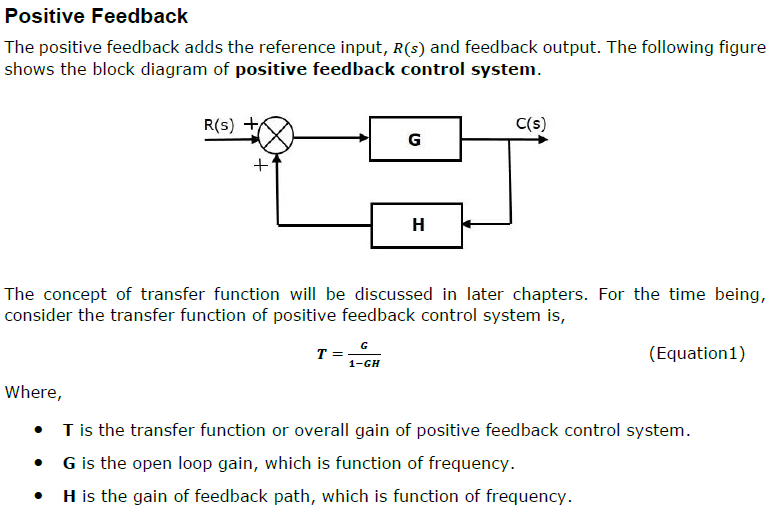 Positive Feedback
The positive feedback adds the reference input, R(s) and feedback output. The following figure
shows the block diagram of positive feedback control system.
R(s) +
C(s)
G
+
H
The concept of transfer function will be discussed in later chapters. For the time being,
consider the transfer function of positive feedback control system is,
T = G / 1−GH (Equation1)
Where,
• T is the transfer function or overall gain of positive feedback control system.
• G is the open loop gain, which is function of frequency.
• H is the gain of feedback path, which is function of frequency.